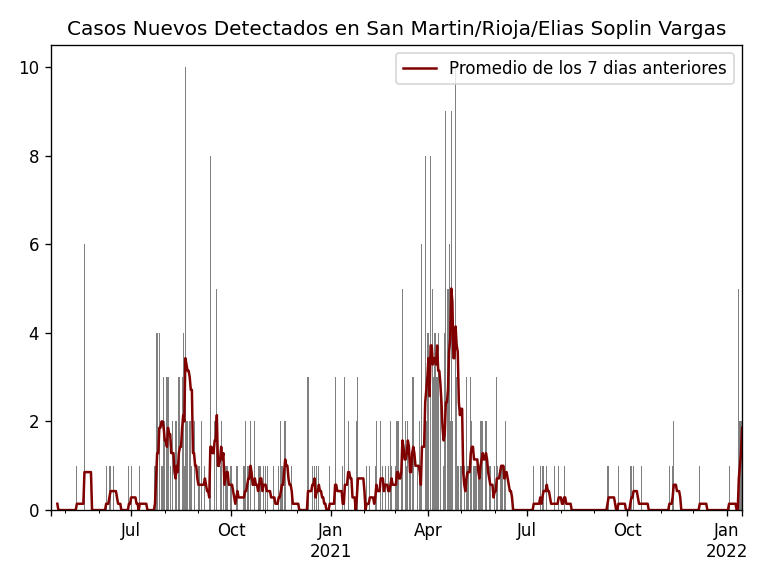 Casos Nuevos Detectados en San Martin/Rioja/Elias Soplin Vargas
Promedio de los 7 dias anteriores
10
8
6
4
2
0
Jul
Oct
Jan
2021
Apr
Jul
Oct
Jan
2022